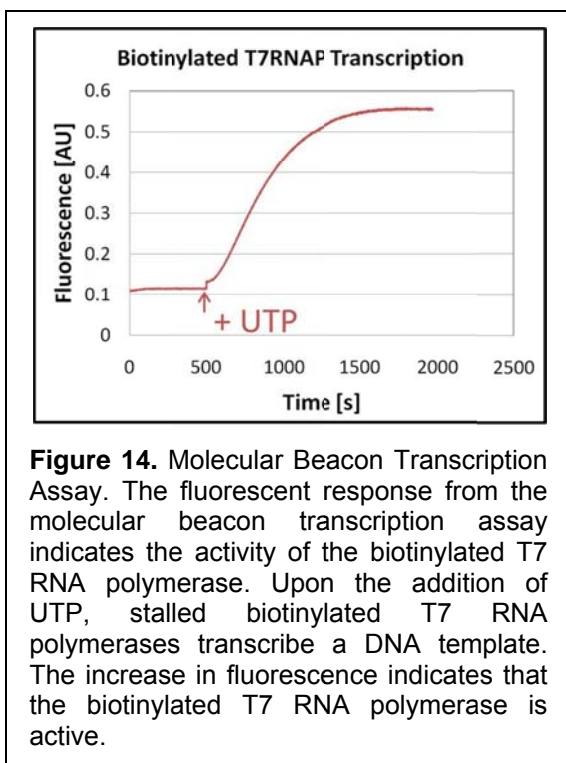 Biotinylated T7RNAP Transcription
Fluorescence [AU]
0.6
0.5
0.4
0.3
0.2
0.1
0
+ UTP
0 500 1000 1500 2000 2500
Time [s]
Figure 14. Molecular Beacon Transcription
Assay. The fluorescent response from the
molecular beacon transcription assay
indicates the activity of the biotinylated T7
RNA polymerase. Upon the addition of
UTP, stalled biotinylated T7 RNA
polymerases transcribe a DNA template.
The increase in fluorescence indicates that
the biotinylated T7 RNA polymerase is
active.